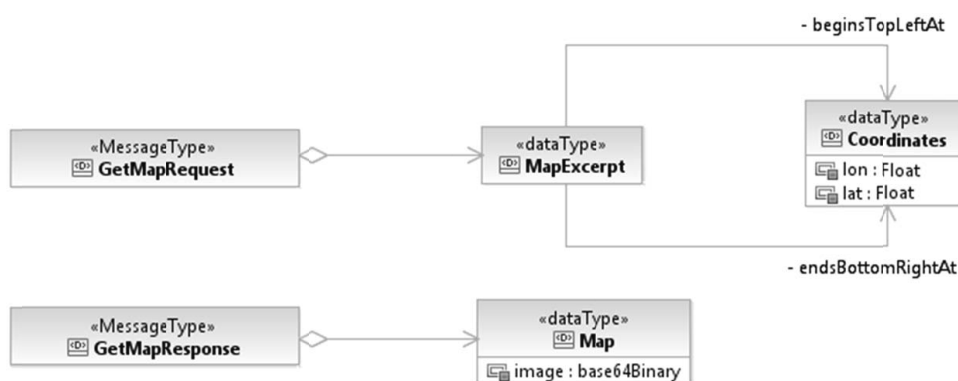 - beginsTopLeftAt
«MessageType»
GetMapRequest
«dataType»
MapExcerpt
«dataType»
Coordinates
lon : Float
lat : Float
- endsBottomRightAt
«MessageType»
GetMapResponse
«dataType»
Map
image : base64Binary